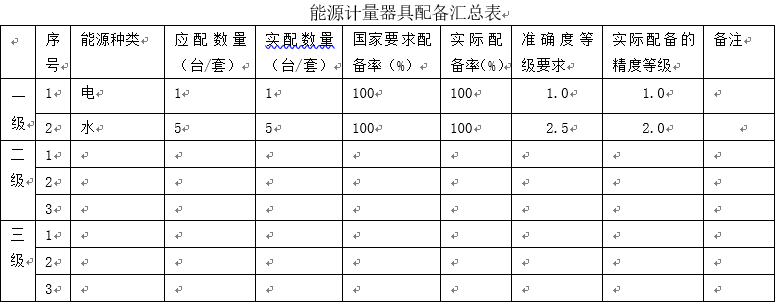 能源计量器具配备汇总表
序号 能源种类 应配数量（台/套） 实配数量（台/套） 国家要求配备率（%） 实际配备率（%） 准确度等级要求 实际配备的精度等级 备注
一级 1 电 1 1 100 100 1.0 1.0
2 水 5 5 100 100 2.5 2.0
二级 1
2
3
三级 1
2
3